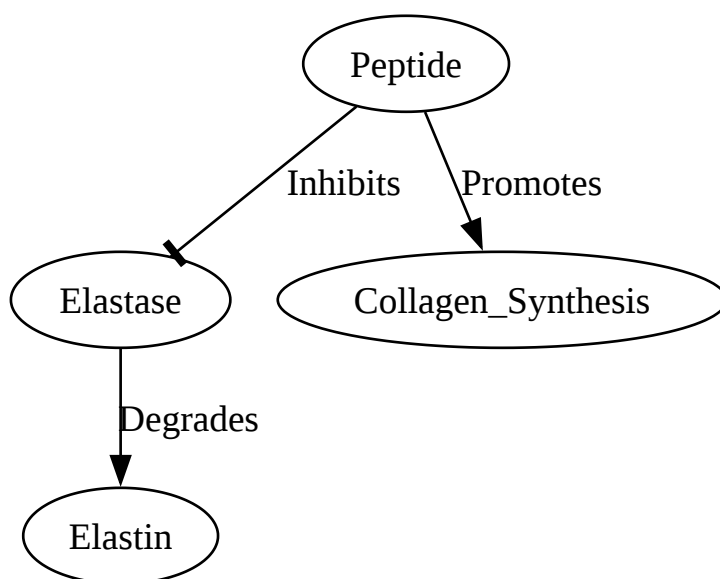 Peptide
Inhibits
Promotes
Elastase
Collagen_Synthesis
Degrades
Elastin